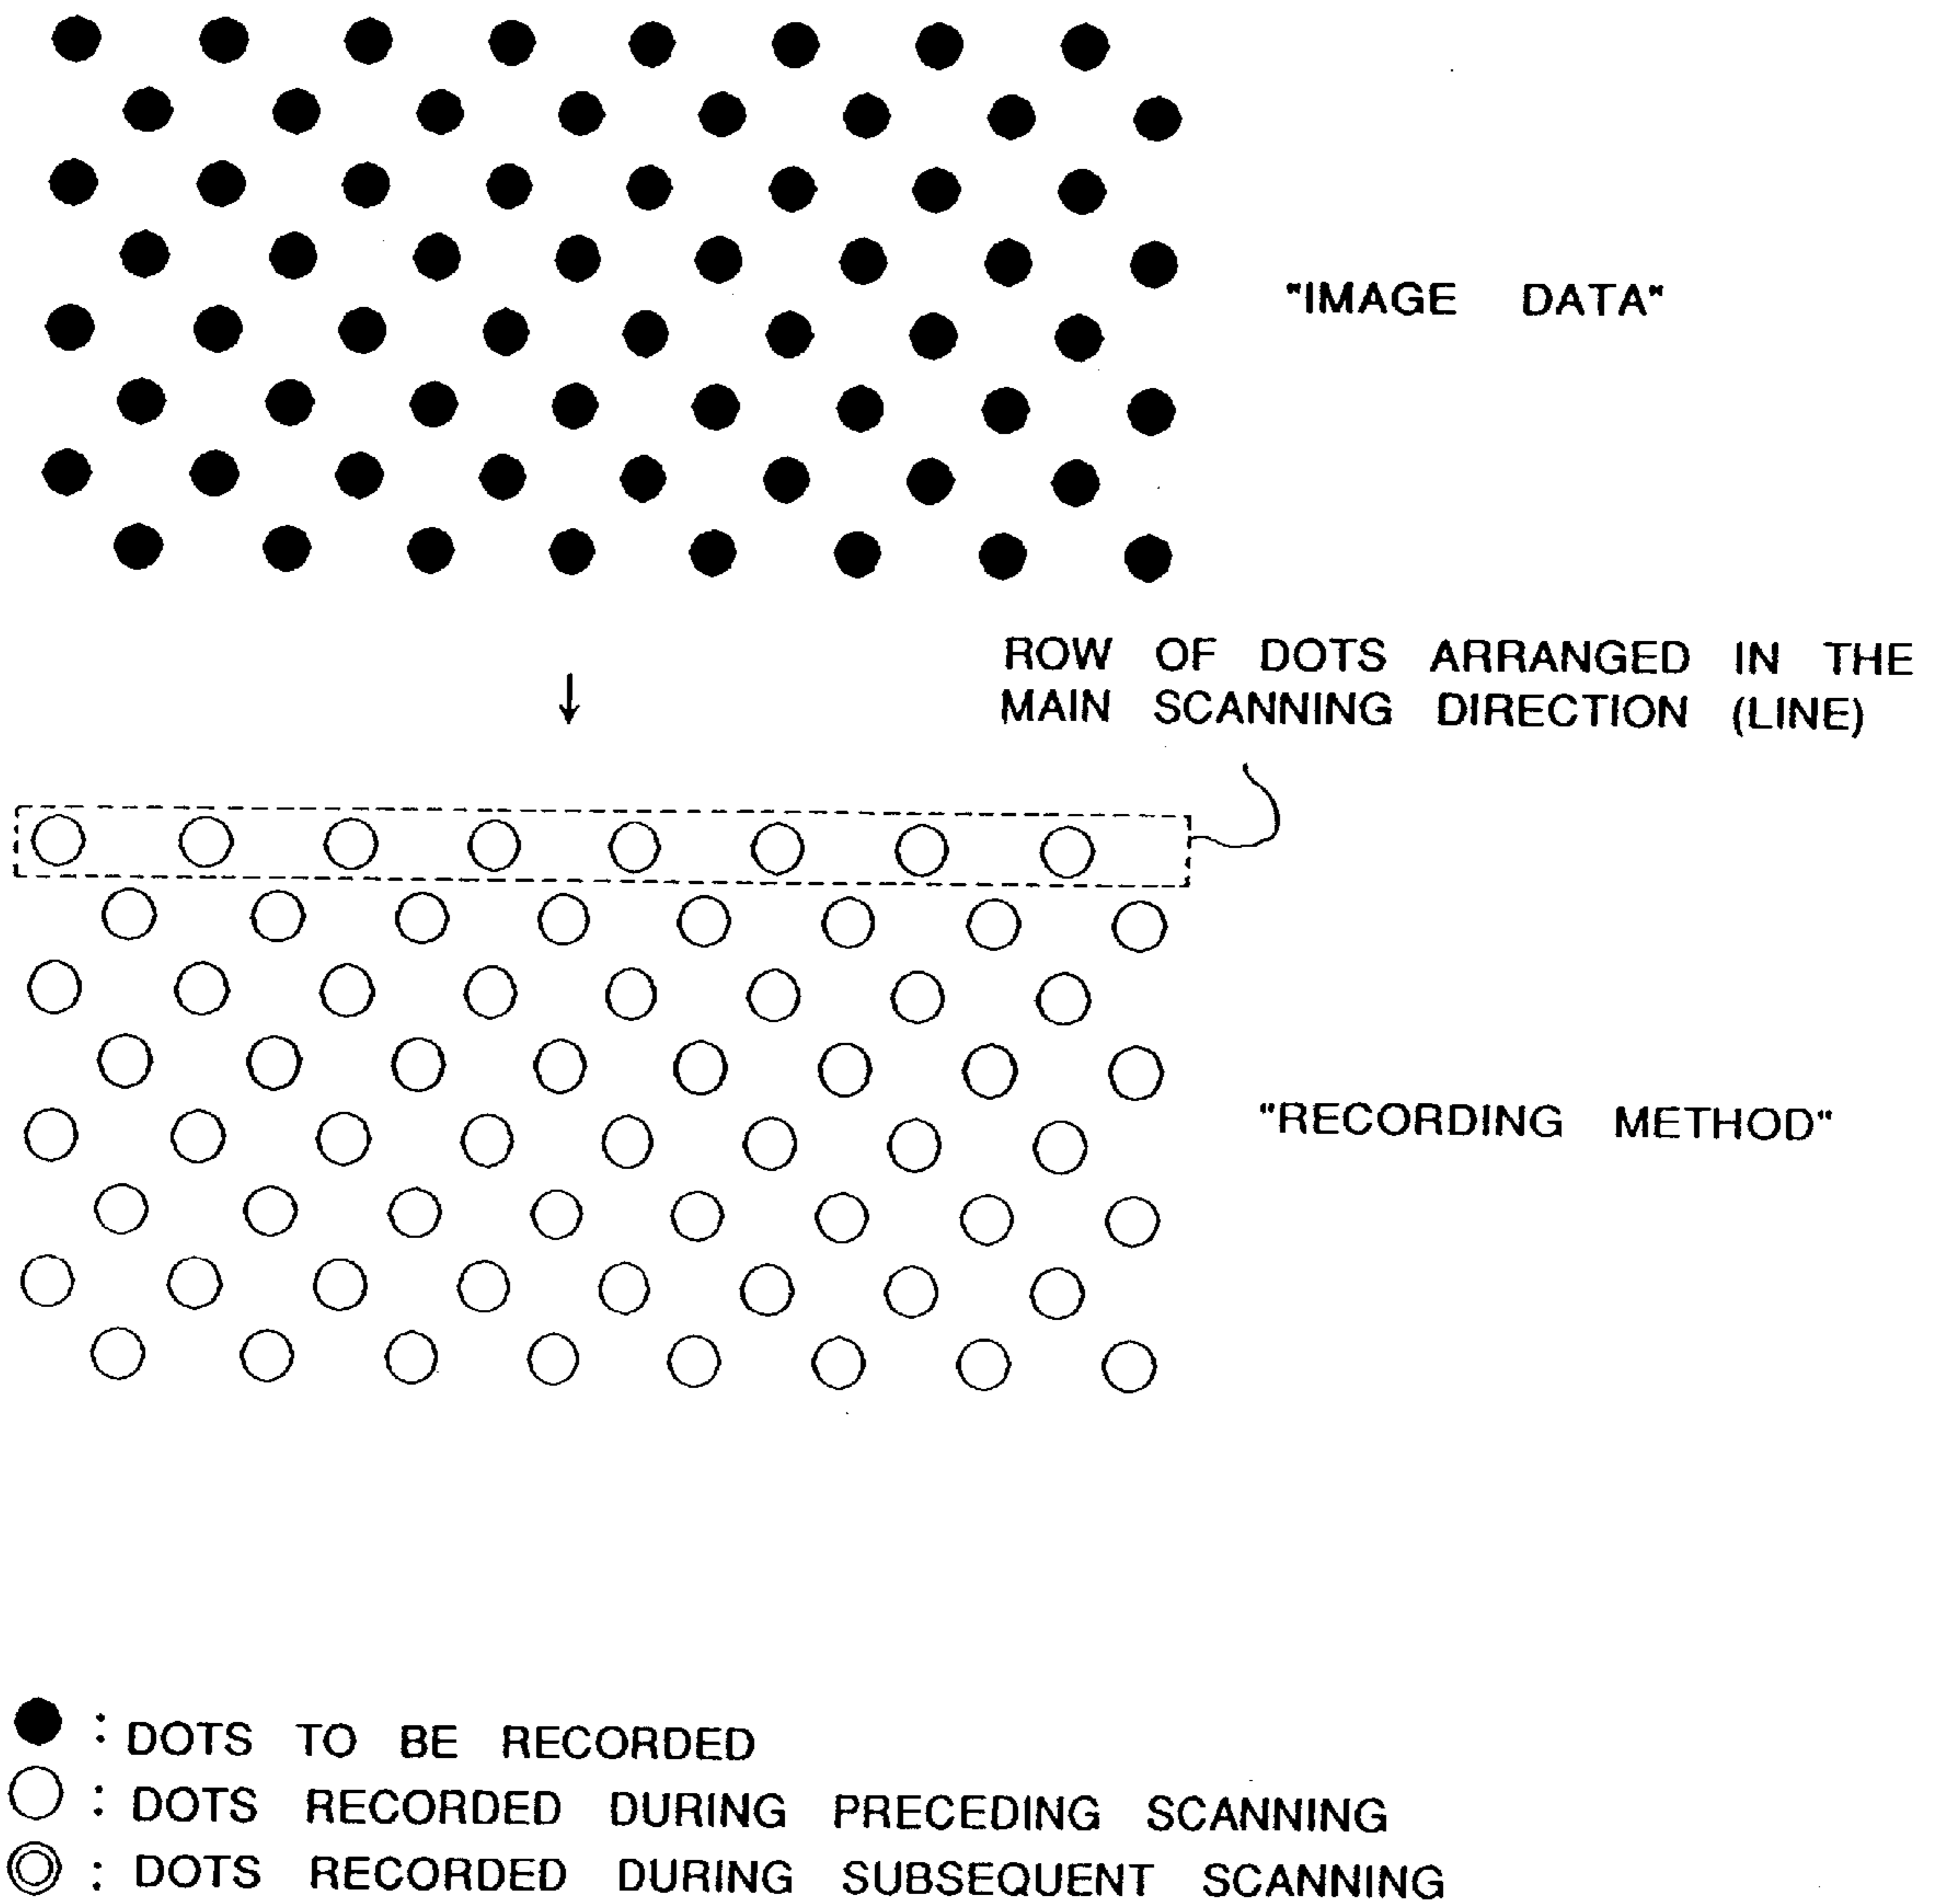 "IMAGE DATA"
ROW OF DOTS ARRANGED IN THE
MAIN SCANNING DIRECTION (LINE)
"RECORDING METHOD"
: DOTS TO BE RECORDED
: DOTS RECORDED DURING PRECEDING SCANNING
: DOTS RECORDED DURING SUBSEQUENT SCANNING